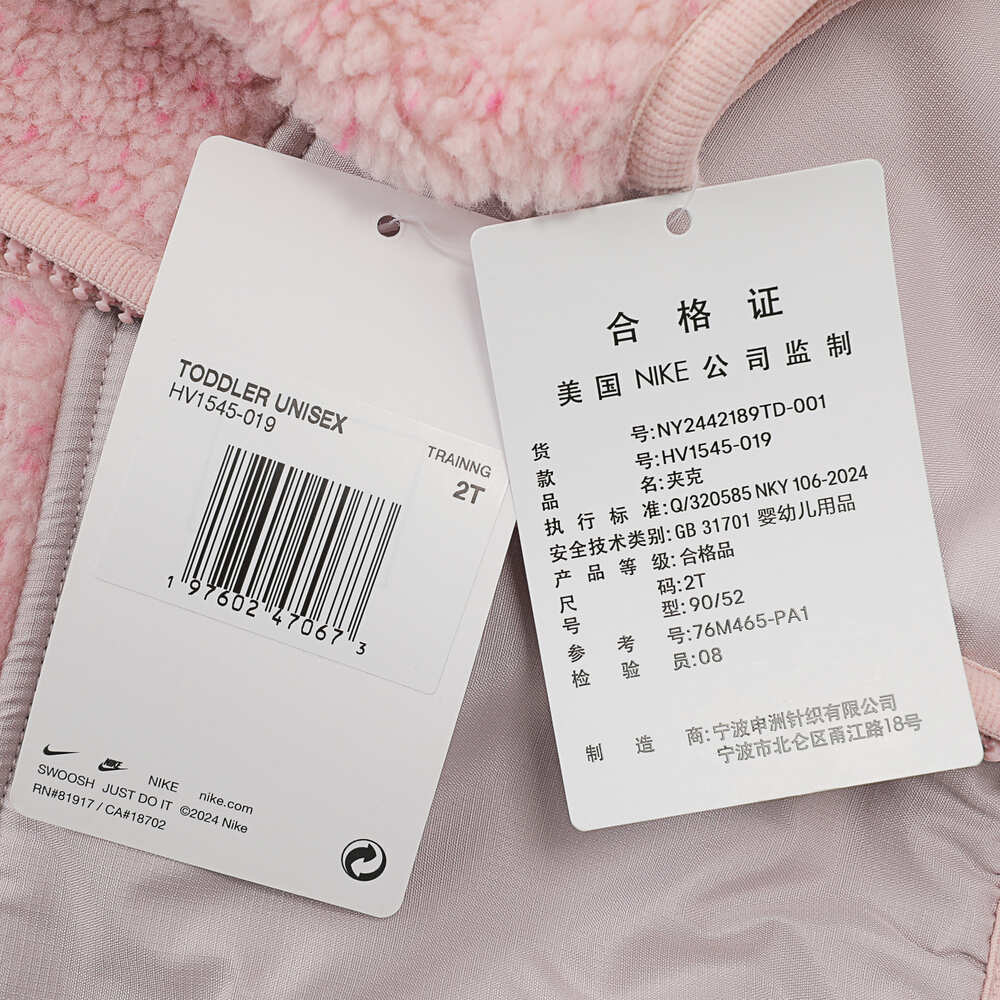 TODDLER UNISEX
HV1545-019
TRAINNG
2T
1 97602 47067 3
NIKE
SWOOSH JUST DO IT NIKE nike.com
RN#81917 / CA#18702 ©2024 Nike
合格证
美国 NIKE 公司监制
货号:NY2442189TD-001
款号:HV1545-019
品名:夹克
执行标准:Q/320585 NKY 106-2024
安全技术类别:GB 31701 婴幼儿用品
产品等级:合格品
尺码:2T
号型:90/52
参考号:76M465-PA1
检验员:08
制造商:宁波申洲针织有限公司
宁波市北仑区甬江路18号